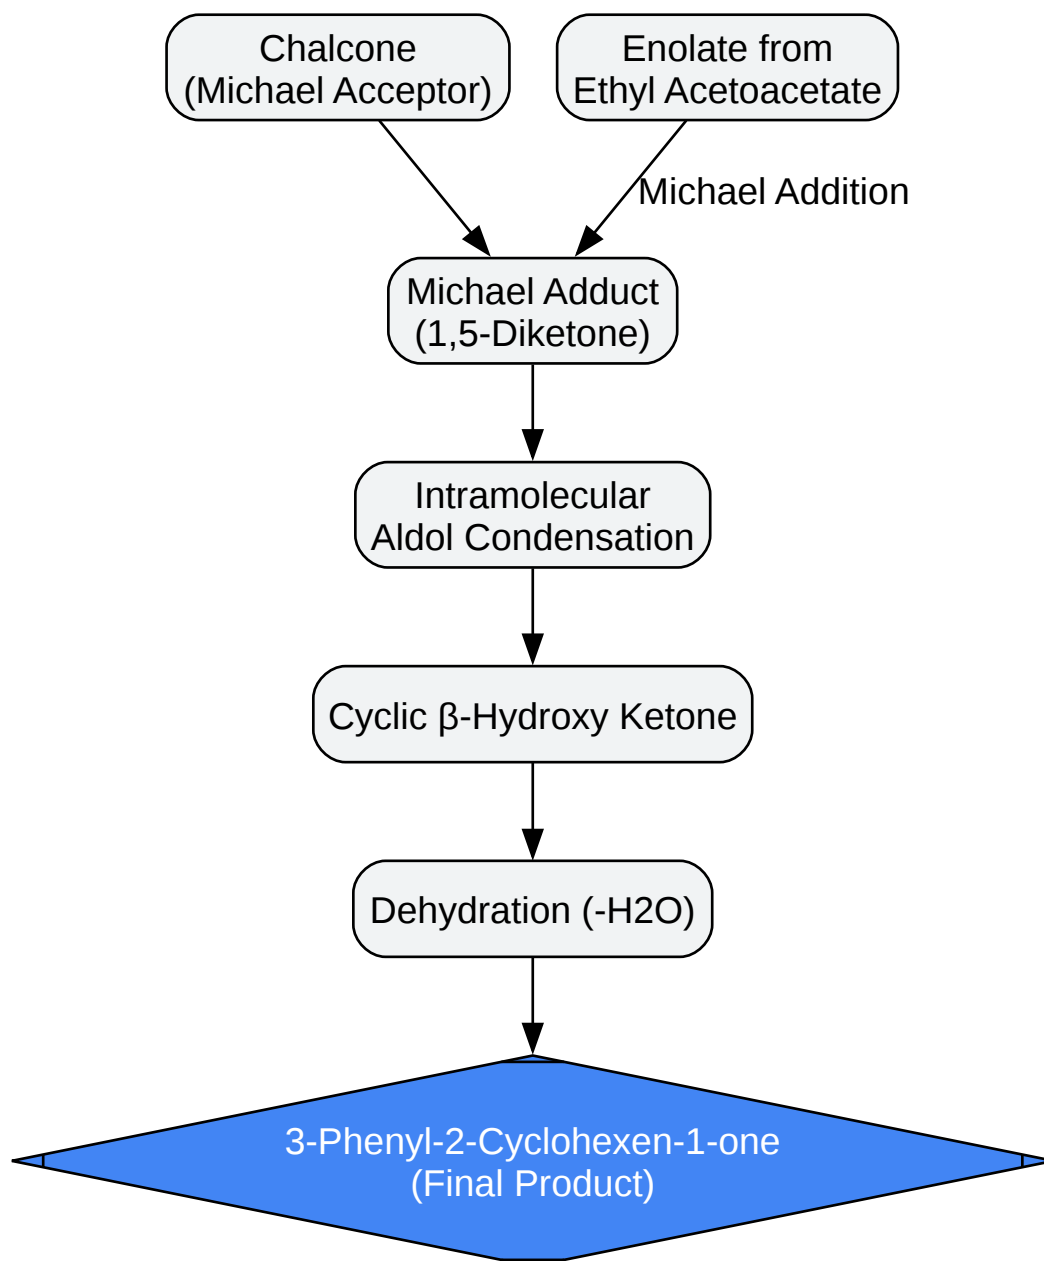 Chalcone
(Michael Acceptor)
Enolate from
Ethyl Acetoacetate
Michael Addition
Michael Adduct
(1,5-Diketone)
Intramolecular
Aldol Condensation
Cyclic β-Hydroxy Ketone
Dehydration (-H2O)
3-Phenyl-2-Cyclohexen-1-one
(Final Product)